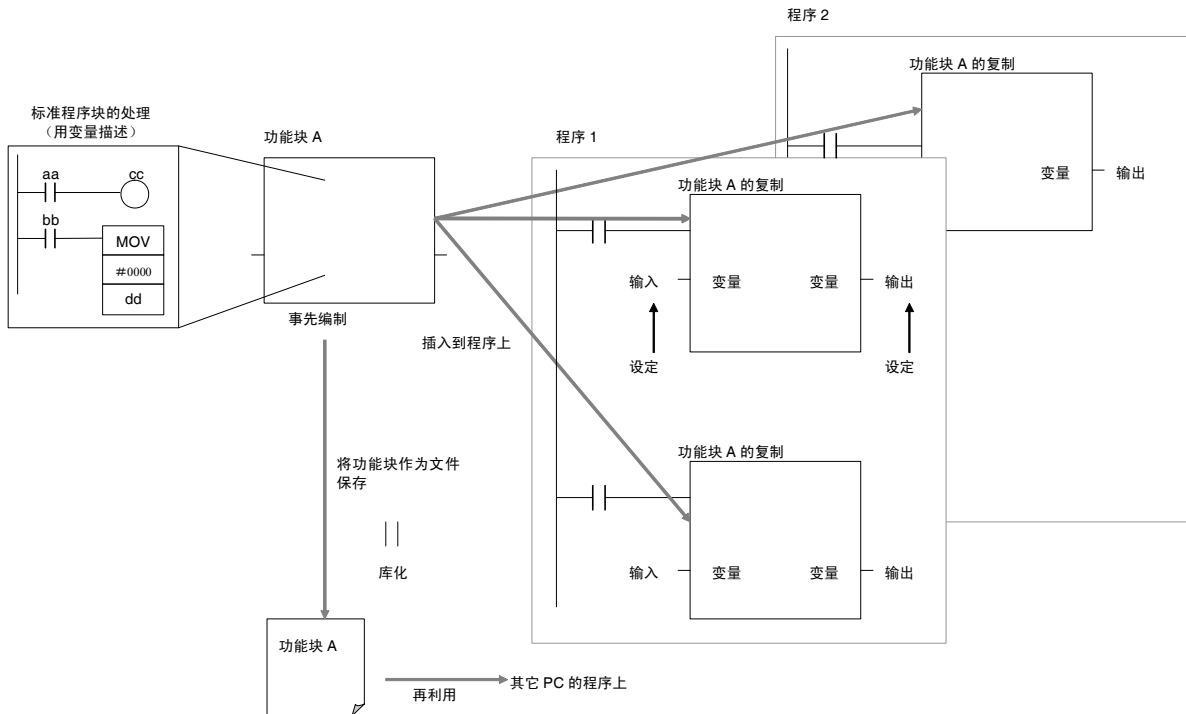 程序 2
功能块 A 的复制
变量
输出
标准程序块的处理
（用变量描述）
aa
cc
bb
MOV
#0000
dd
功能块 A
事先编制
程序 1
功能块 A 的复制
输入
变量
变量
输出
设定
设定
插入到程序上
功能块 A 的复制
输入
变量
变量
输出
将功能块作为文件
保存
库化
功能块 A
再利用
其它 PC 的程序上